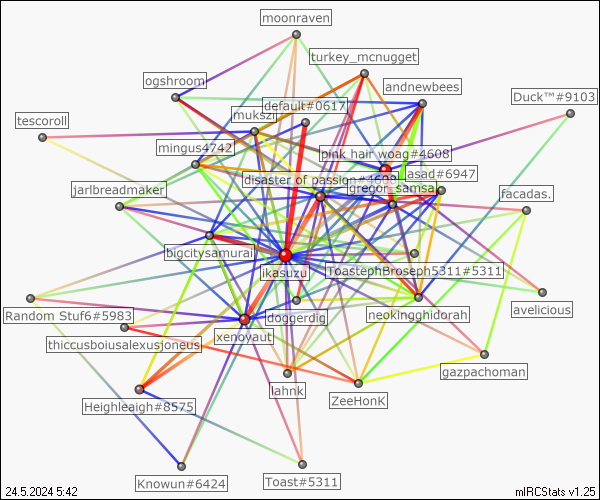 moonraven
turkey_mcnugget
ogshroom
andnewbees
Duck™#9103
default#0617
mukszi
tescoroll
mingus4742
pink hair woag#4608
asad#6947
disaster of passion#4609
gregor_samsa
jarlbreadmaker
facadas.
bigcitysamurai
ikasuzu
ToastephBroseph5311#5311
Random Stuf6#5983
doggerdig
neokingghidorah
avelicious
xenoyaut
thiccusboiusalexusjoneus
gazpachoman
lahnk
Heighleaigh#8575
ZeeHonK
Knowun#6424
Toast#5311
24.5.2024 5:42
mIRCStats v1.25